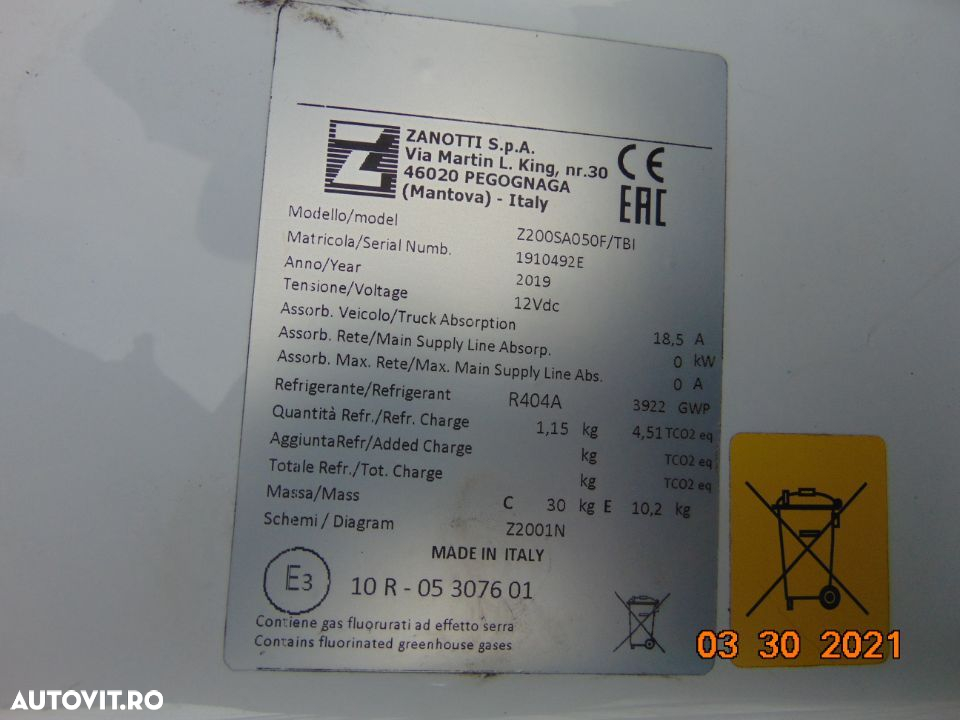 ZANOTTI S.p.A.
Via Martin L. King, nr.30
46020 PEGOGNAGA
(Mantova) - Italy
CE
EAC
Modello/model Z200SA050F/TBI
Matricola/Serial Numb. 1910492E
Anno/Year 2019
Tensione/Voltage 12Vdc
Assorb. Veicolo/Truck Absorption 18,5 A
Assorb. Rete/Main Supply Line Absorp. 0 kW
Assorb. Max. Rete/Max. Main Supply Line Abs. 0 A
Refrigerante/Refrigerant R404A 3922 GWP
Quantità Refr./Refr. Charge 1,15 kg 4,51 TCO2 eq
AggiuntaRefr/Added Charge kg TCO2 eq
Totale Refr./Tot. Charge kg TCO2 eq
Massa/Mass C 30 kg E 10,2 kg
Schemi / Diagram Z2001N
MADE IN ITALY
E3 10 R - 05 3076 01
Contiene gas fluorurati ad effetto serra
Contains fluorinated greenhouse gases
03 30 2021
AUTOVIT.RO